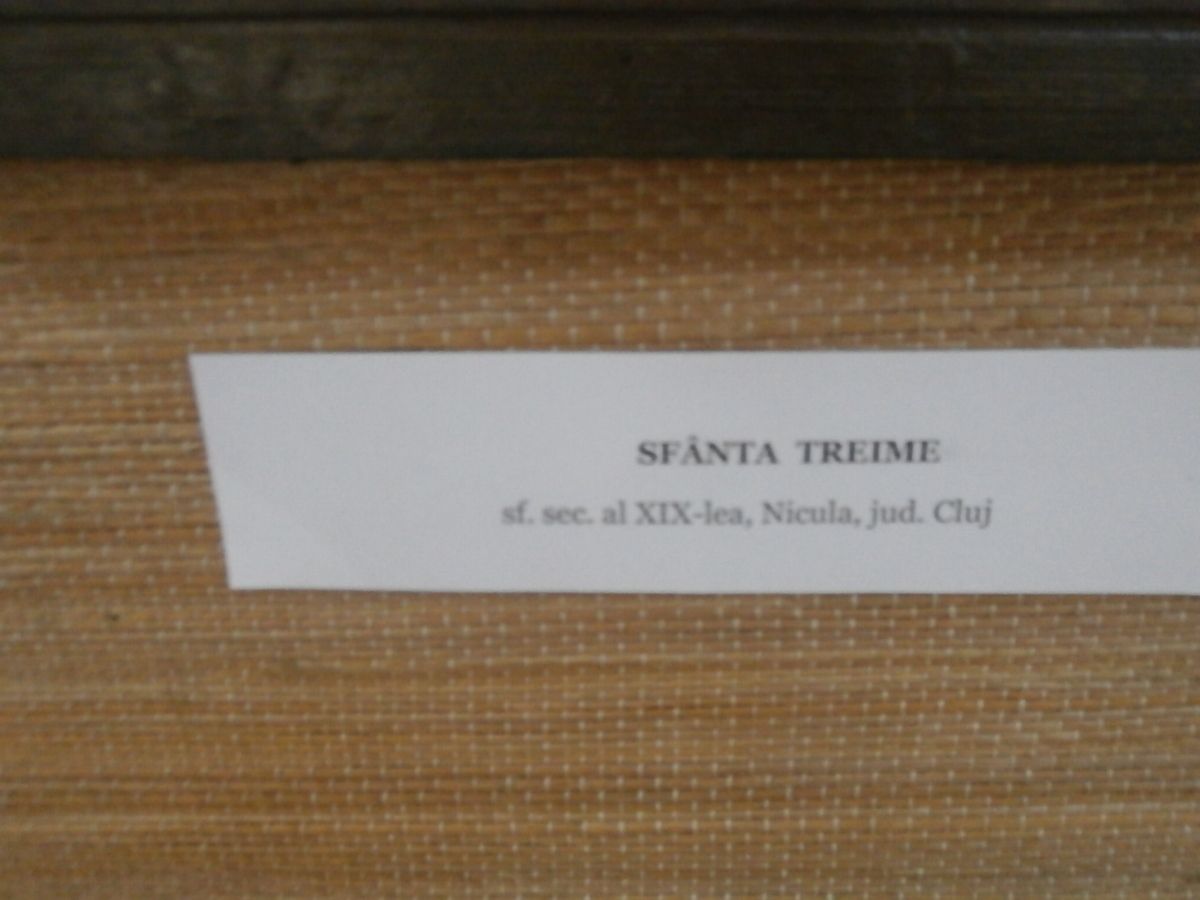 SFÂNTA TREIME
sf. sec. al XIX-lea, Nicula, jud. Cluj